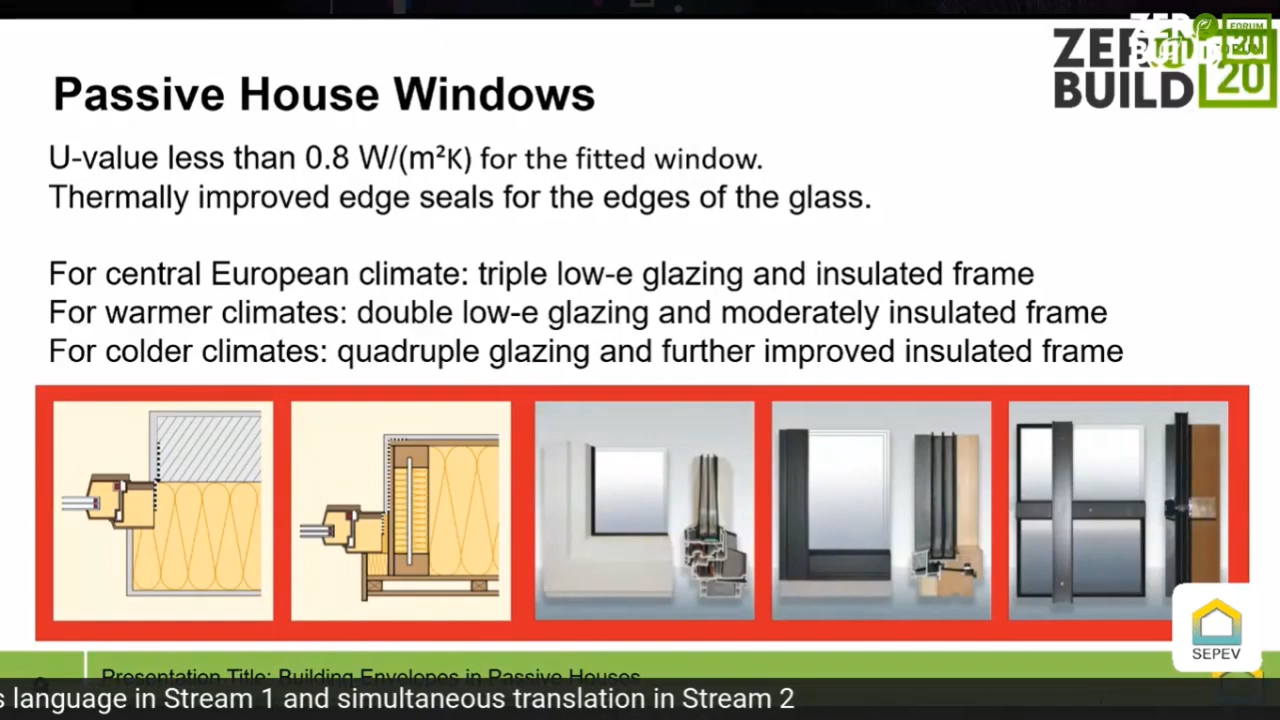 ZERO BUILD FORUM 20 20
Passive House Windows
U-value less than 0.8 W/(m²K) for the fitted window.
Thermally improved edge seals for the edges of the glass.
For central European climate: triple low-e glazing and insulated frame
For warmer climates: double low-e glazing and moderately insulated frame
For colder climates: quadruple glazing and further improved insulated frame
SEPEV
Presentation Title: Building Envelopes in Passive Houses
s language in Stream 1 and simultaneous translation in Stream 2